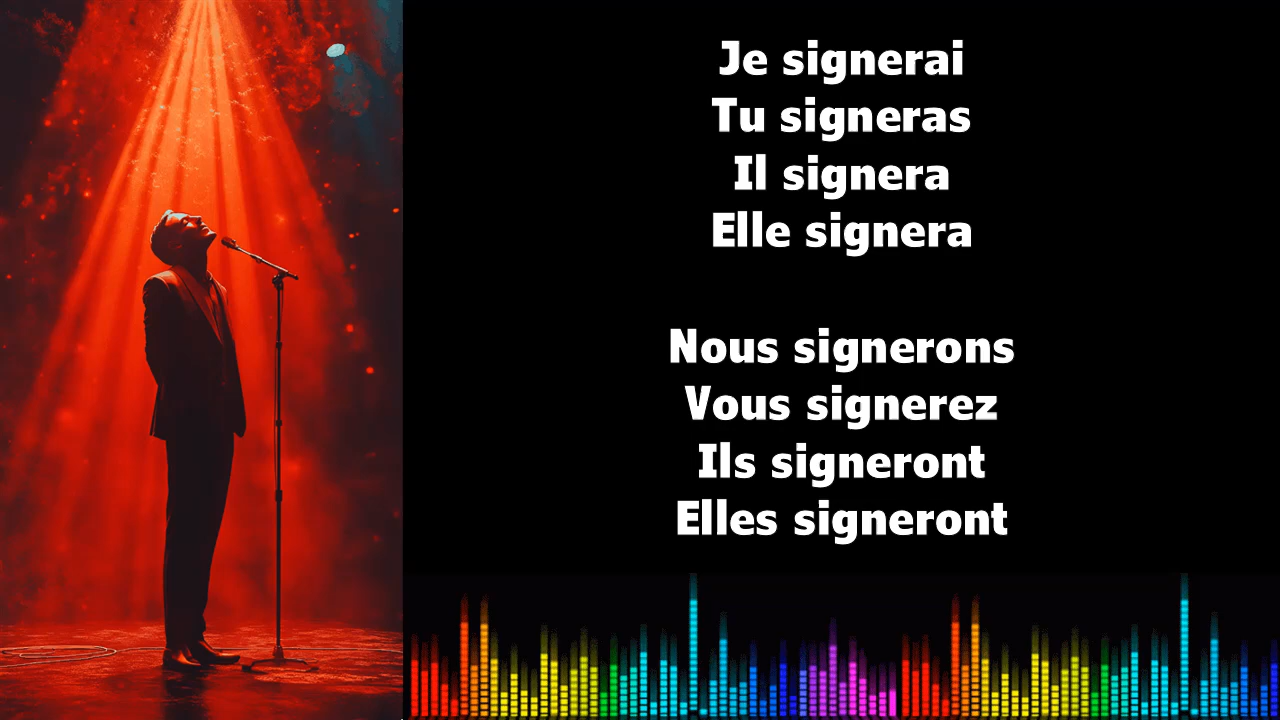 Je signerai
Tu signeras
Il signera
Elle signera
Nous signerons
Vous signerez
Ils signeront
Elles signeront